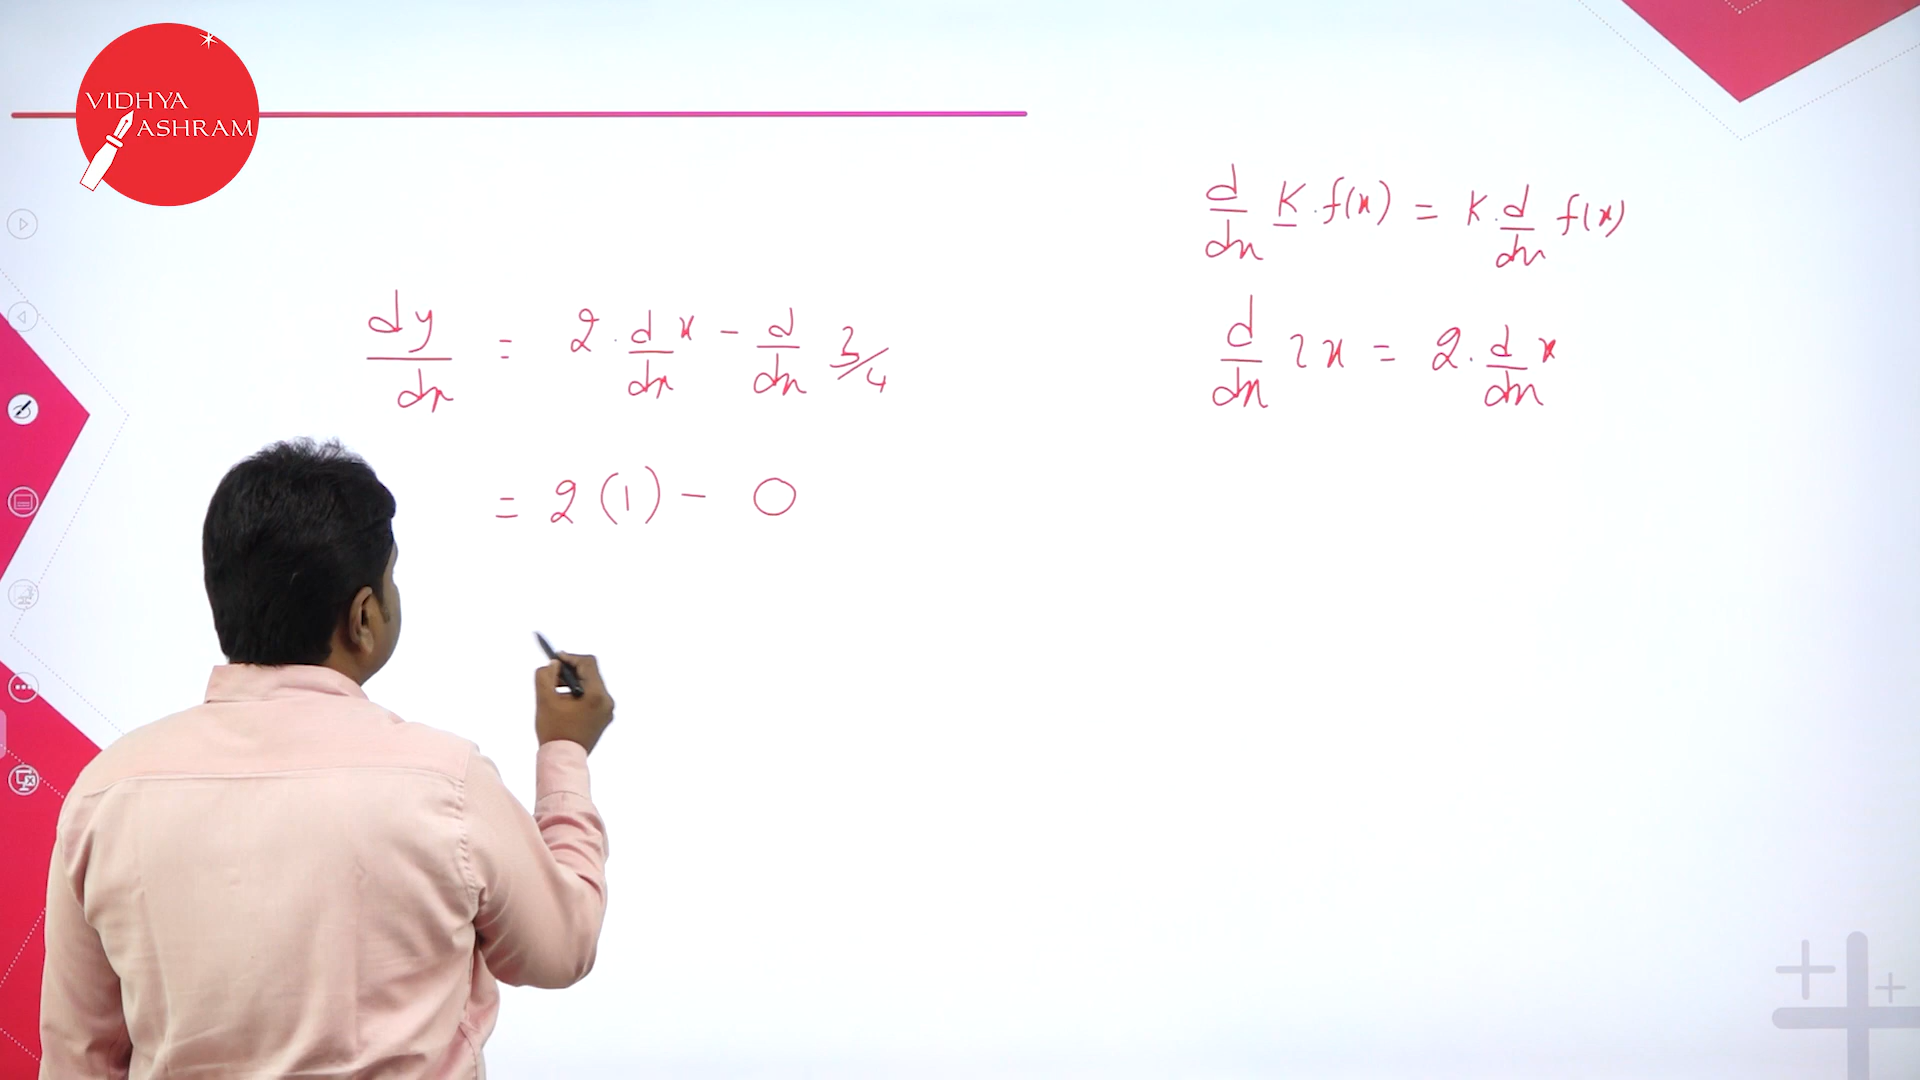 VIDHYA
ASHRAM
d/dx K.f(x) = K.d/dx f(x)
dy/dx = 2.d/dx x - d/dx 3/4
d/dx 2x = 2.d/dx x
= 2(1) - 0